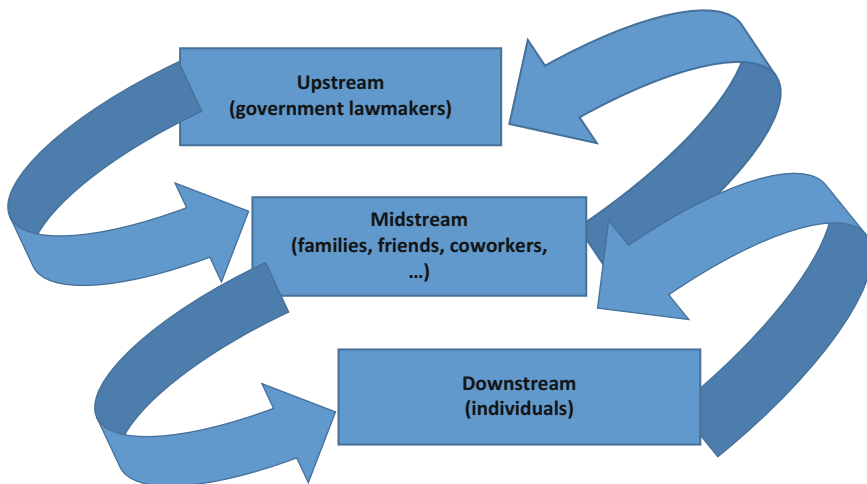 Upstream
(government lawmakers)
Midstream
(families, friends, coworkers,
…)
Downstream
(individuals)